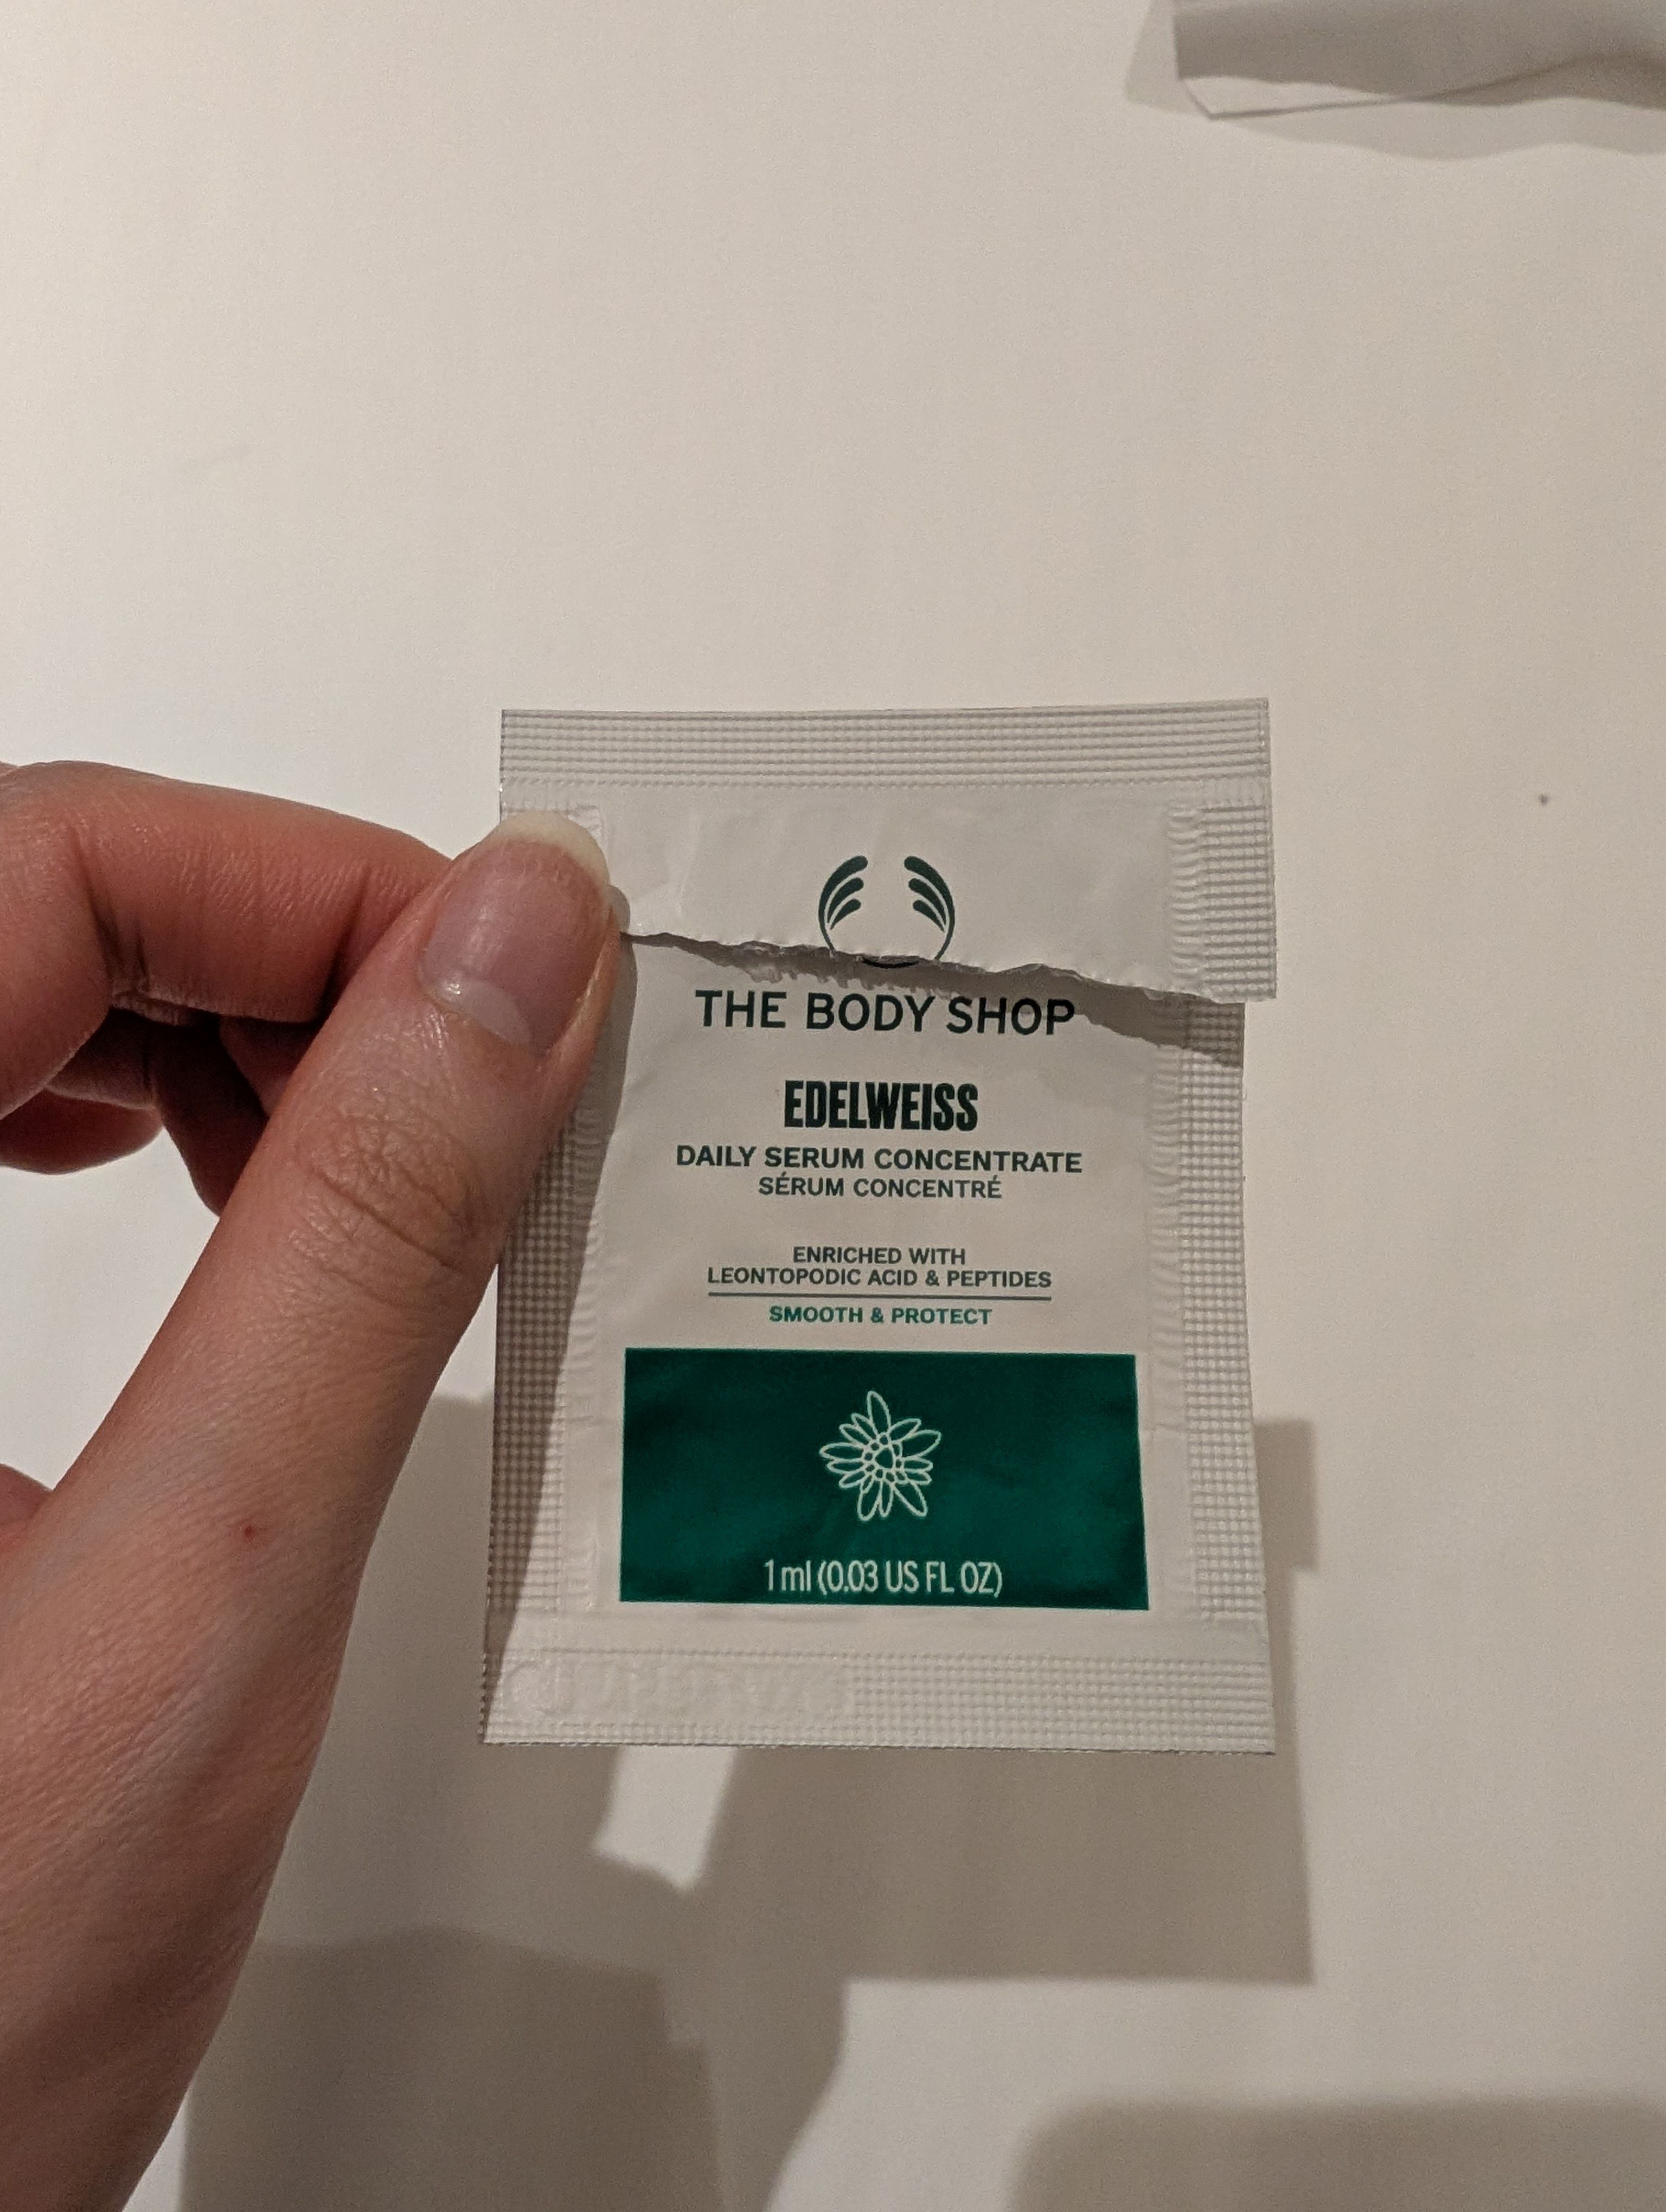 THE BODY SHOP
EDELWEISS
DAILY SERUM CONCENTRATE
SÉRUM CONCENTRÉ
ENRICHED WITH
LEONTOPODIC ACID & PEPTIDES
SMOOTH & PROTECT
1 ml (0.03 US FL OZ)